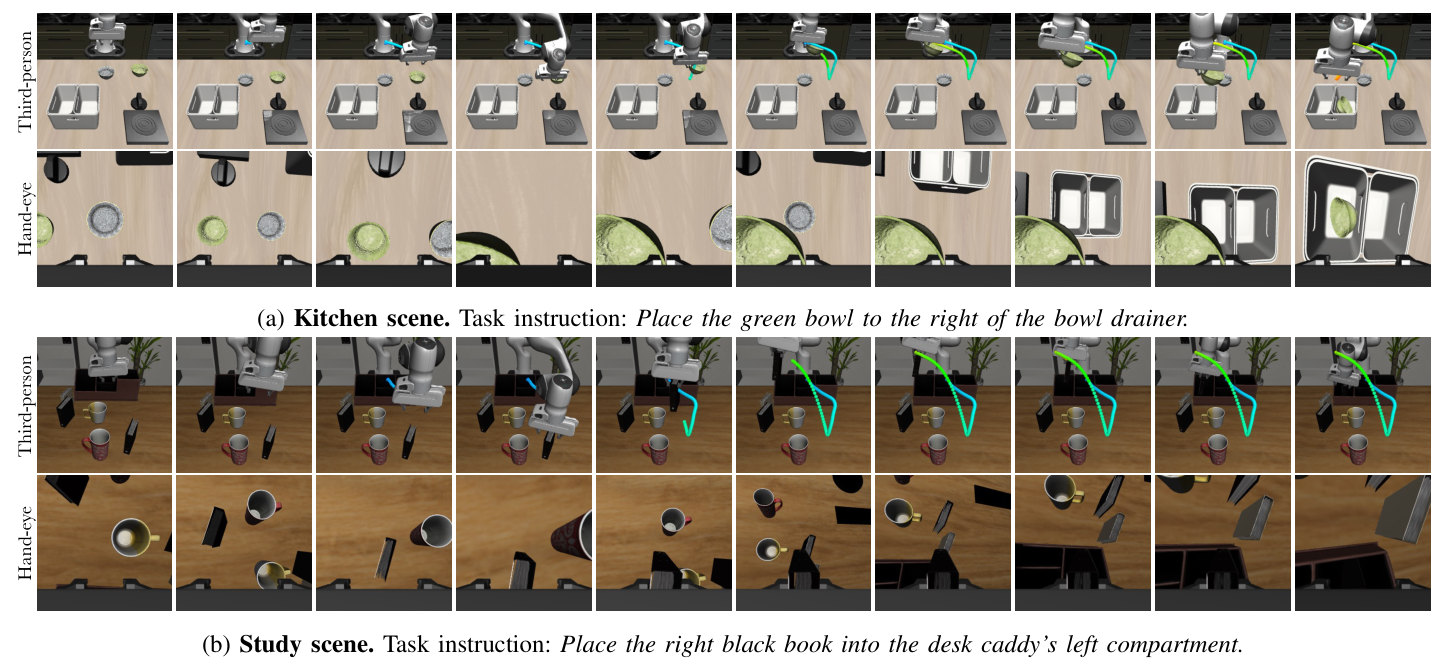 Third-person
Hand-eye
(a) Kitchen scene. Task instruction: Place the green bowl to the right of the bowl drainer.
Third-person
Hand-eye
(b) Study scene. Task instruction: Place the right black book into the desk caddy's left compartment.